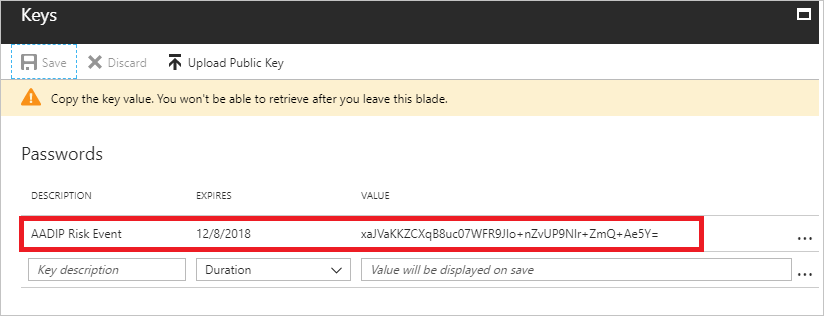 Keys
Save Discard Upload Public Key
Copy the key value. You won't be able to retrieve after you leave this blade.
Passwords
DESCRIPTION EXPIRES VALUE
AADIP Risk Event 12/8/2018 xaJVaKKZCXqB8uc07WFR9JIo+nZvUP9NIr+ZmQ+Ae5Y= ...
Key description Duration Value will be displayed on save ...